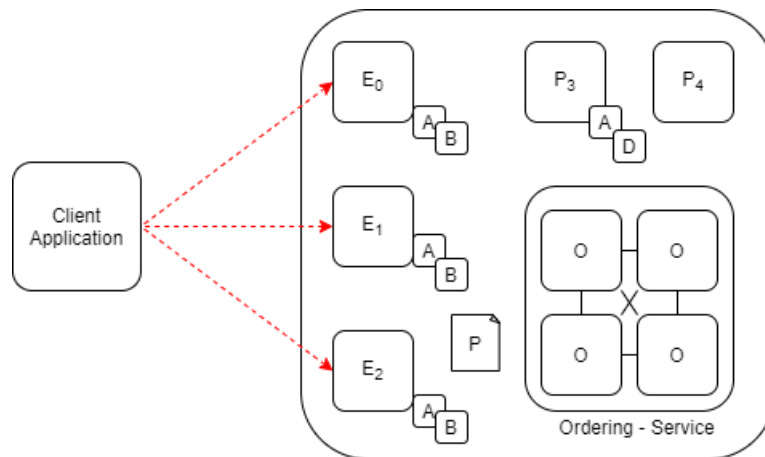 E₀
A
B
P₃
A
D
P₄
Client
Application
E₁
A
B
O
O
O
O
P
E₂
A
B
Ordering - Service